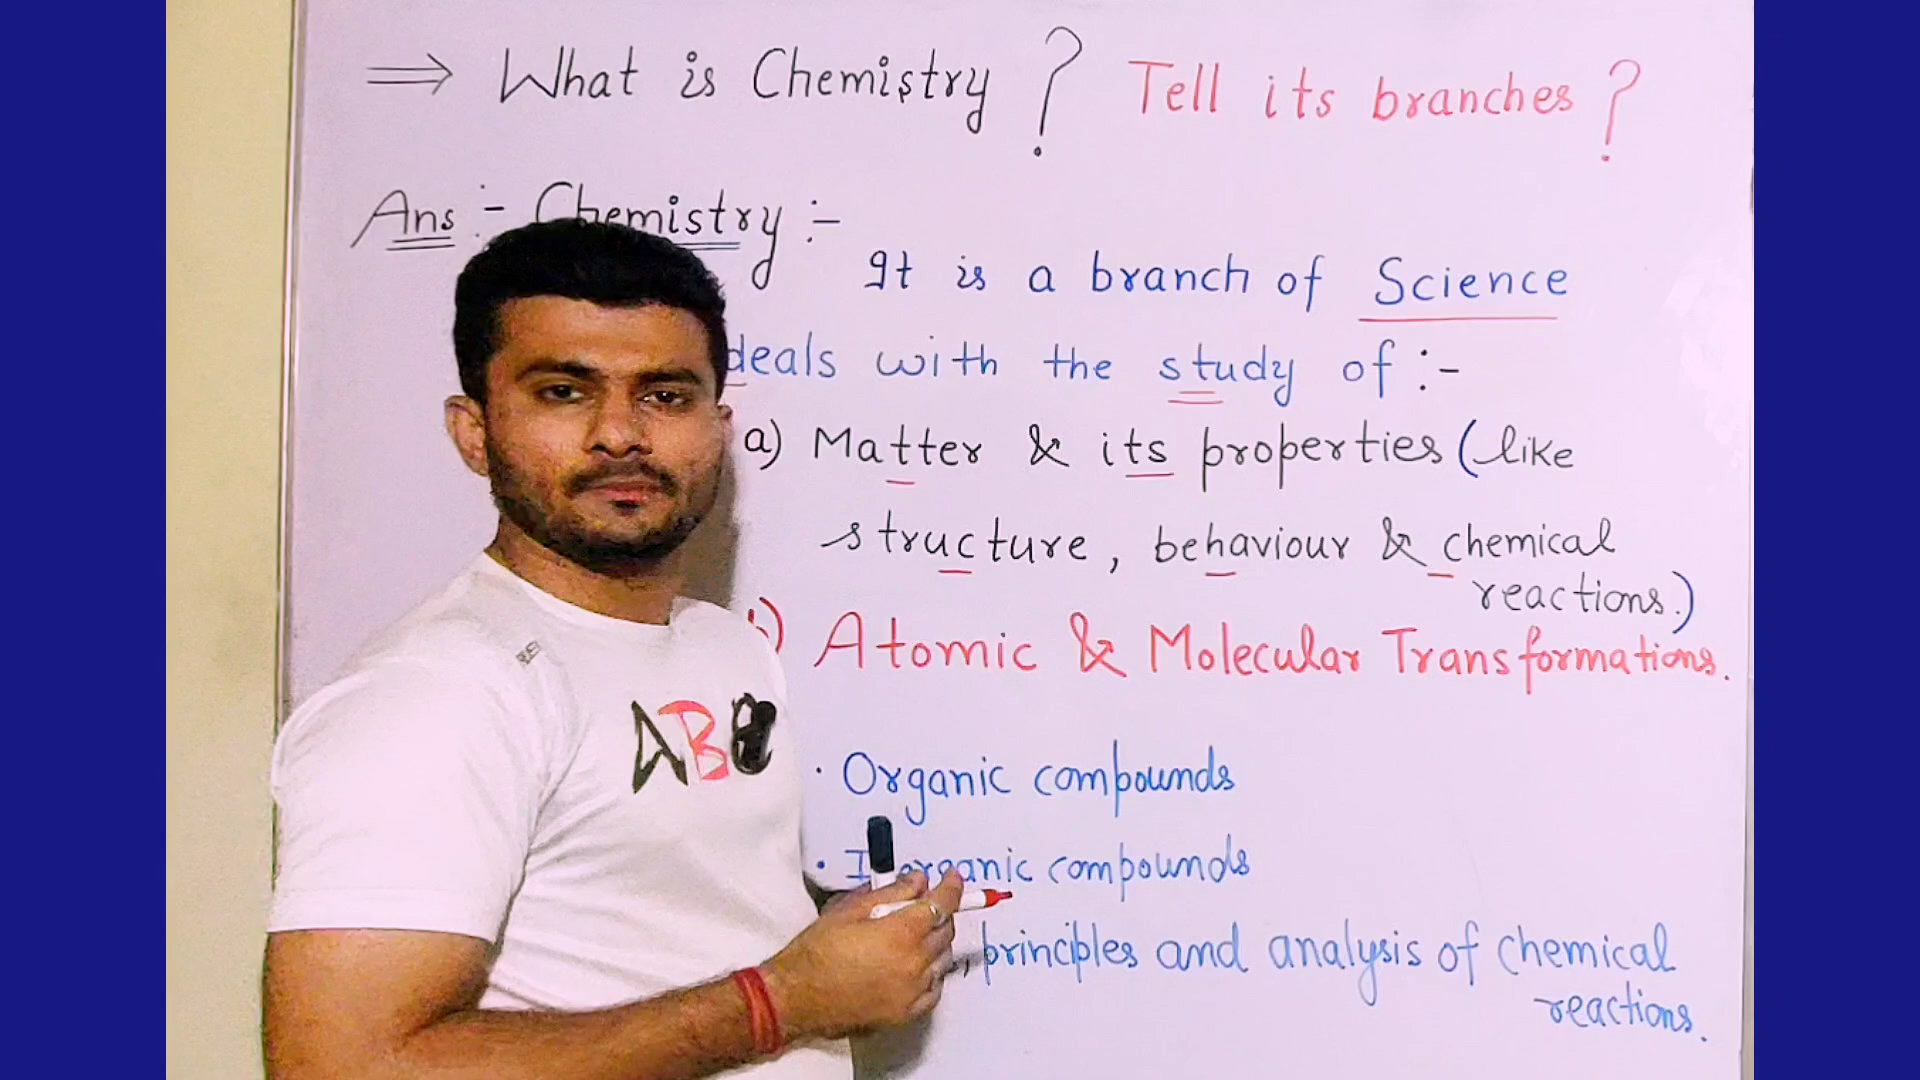 ⇒ What is Chemistry? Tell its branches?
Ans :- Chemistry :-
It is a branch of Science
deals with the study of :-
a) Matter & its properties (like
structure, behaviour & chemical
reactions.)
b) Atomic & Molecular Transformations.
ABC
· Organic compounds
· Inorganic compounds
, principles and analysis of chemical
reactions.